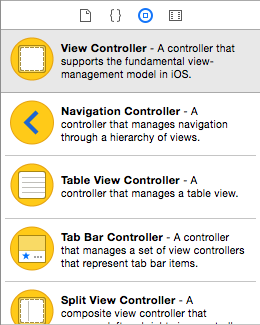 View Controller - A controller that
supports the fundamental view-
management model in iOS.
Navigation Controller - A
controller that manages navigation
through a hierarchy of views.
Table View Controller - A
controller that manages a table view.
Tab Bar Controller - A controller
that manages a set of view controllers
that represent tab bar items.
Split View Controller - A
composite view controller that